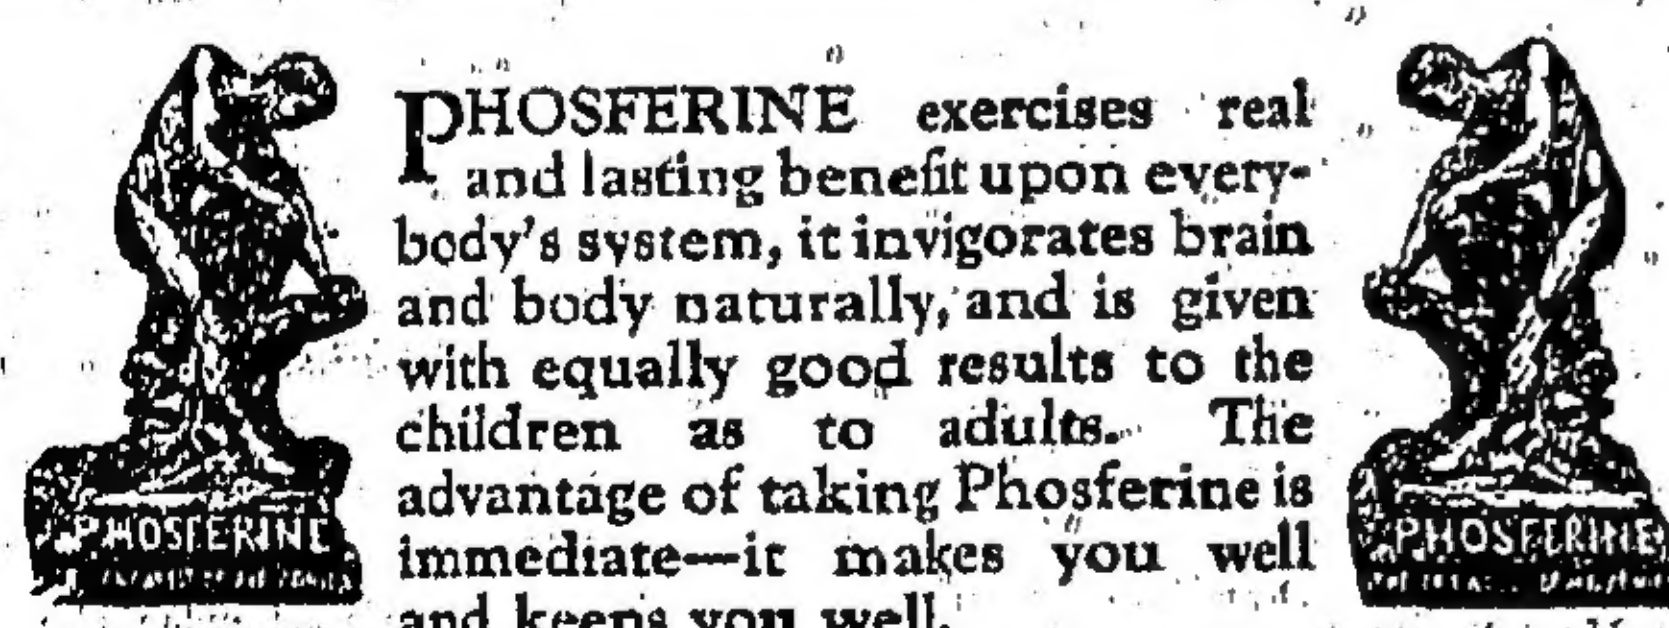 PHOSFERINE exercises real
and lasting benefit upon every-
body's system, it invigorates brain
and body naturally, and is given
with equally good results to the
children as to adults. The
advantage of taking Phosferine is
immediate—it makes you well
and keeps you well.
PHOSFERINE
PHOSFERINE